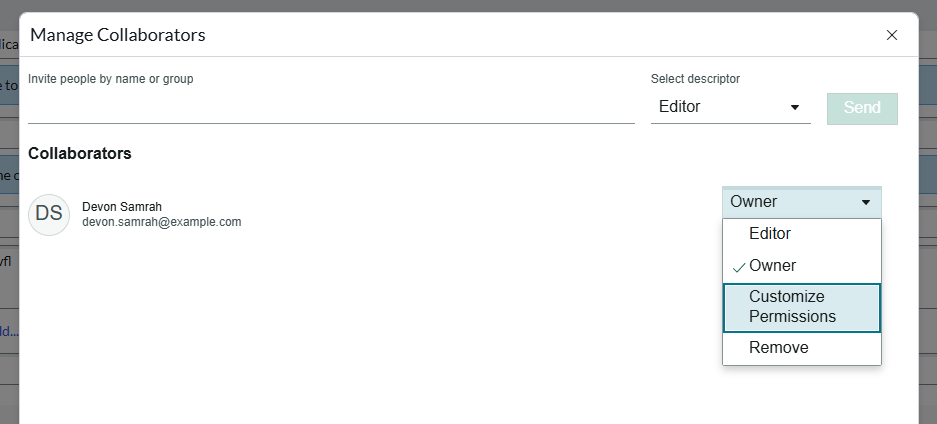 Manage Collaborators
Invite people by name or group
Select descriptor
Editor
Send
Collaborators
DS
Devon Samrah
devon.samrah@example.com
Owner
Editor
Owner
Customize
Permissions
Remove